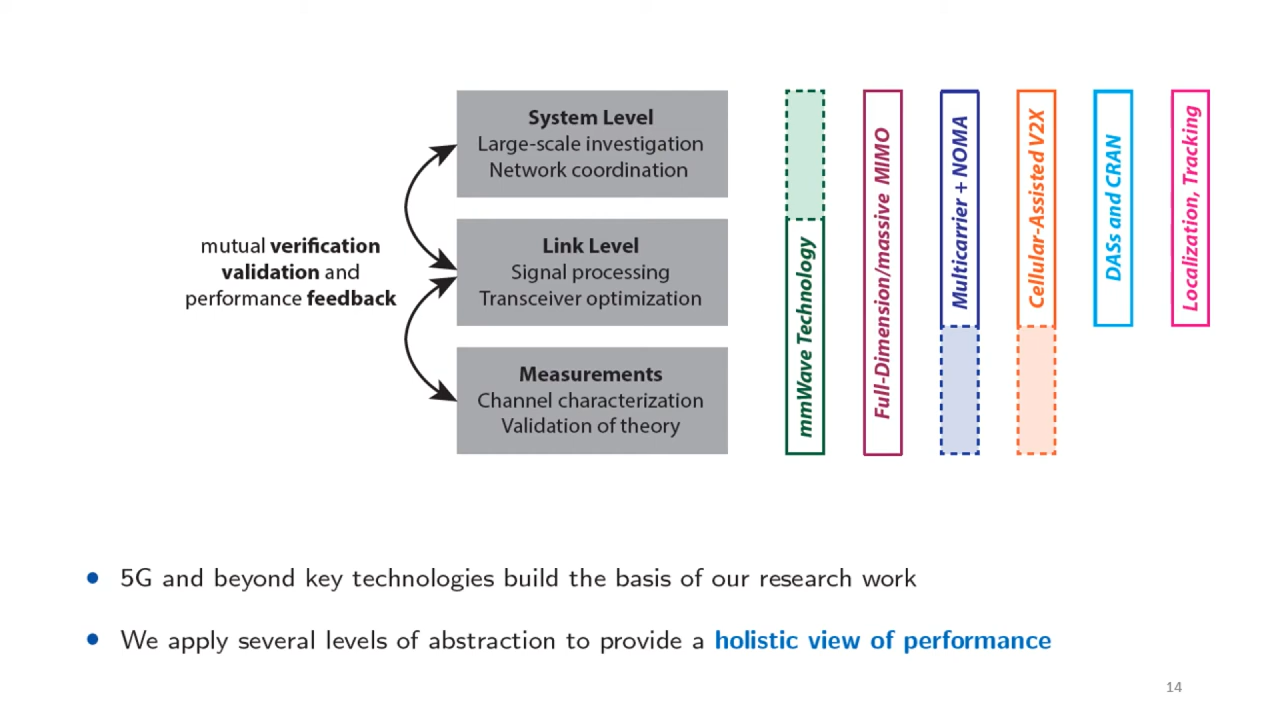 System Level
Large-scale investigation
Network coordination
mutual verification
validation and
performance feedback
Link Level
Signal processing
Transceiver optimization
Measurements
Channel characterization
Validation of theory
mmWave Technology
Full-Dimension/massive MIMO
Multicarrier + NOMA
Cellular-Assisted V2X
DASs and CRAN
Localization, Tracking
• 5G and beyond key technologies build the basis of our research work
• We apply several levels of abstraction to provide a holistic view of performance
14